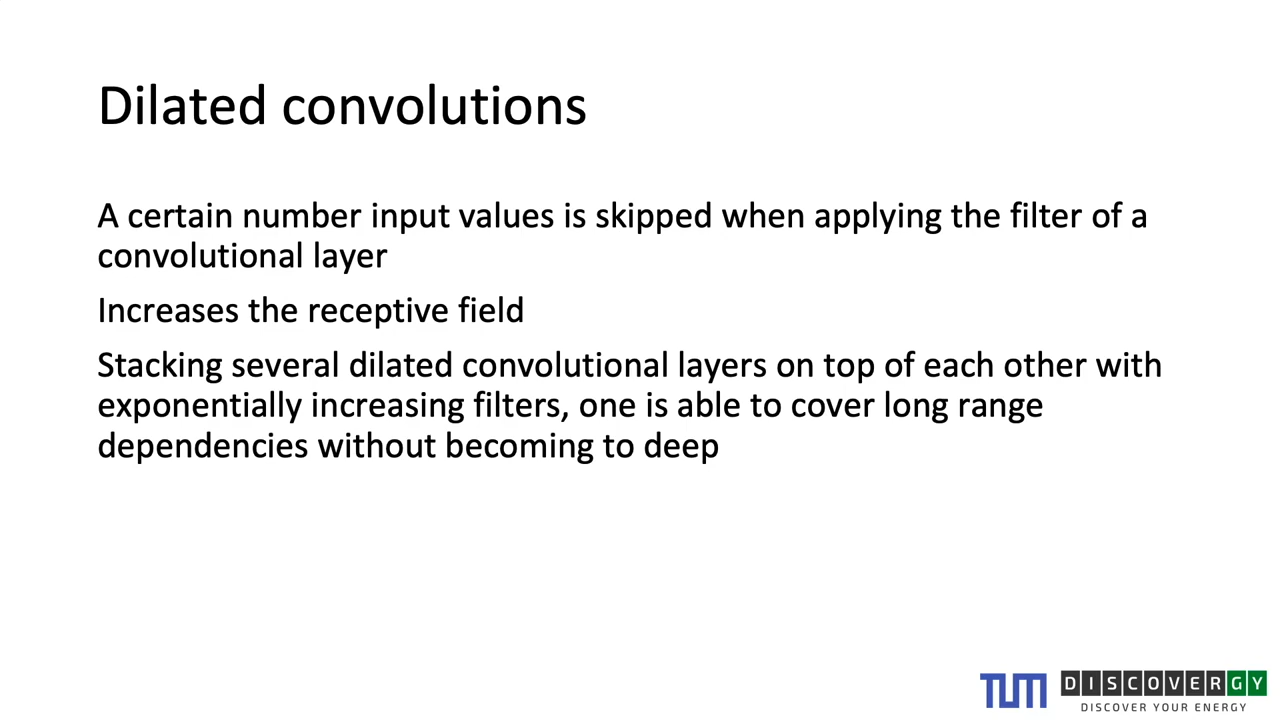 Dilated convolutions
A certain number input values is skipped when applying the filter of a
convolutional layer
Increases the receptive field
Stacking several dilated convolutional layers on top of each other with
exponentially increasing filters, one is able to cover long range
dependencies without becoming to deep
TUM DISCOVERGY
DISCOVER YOUR ENERGY